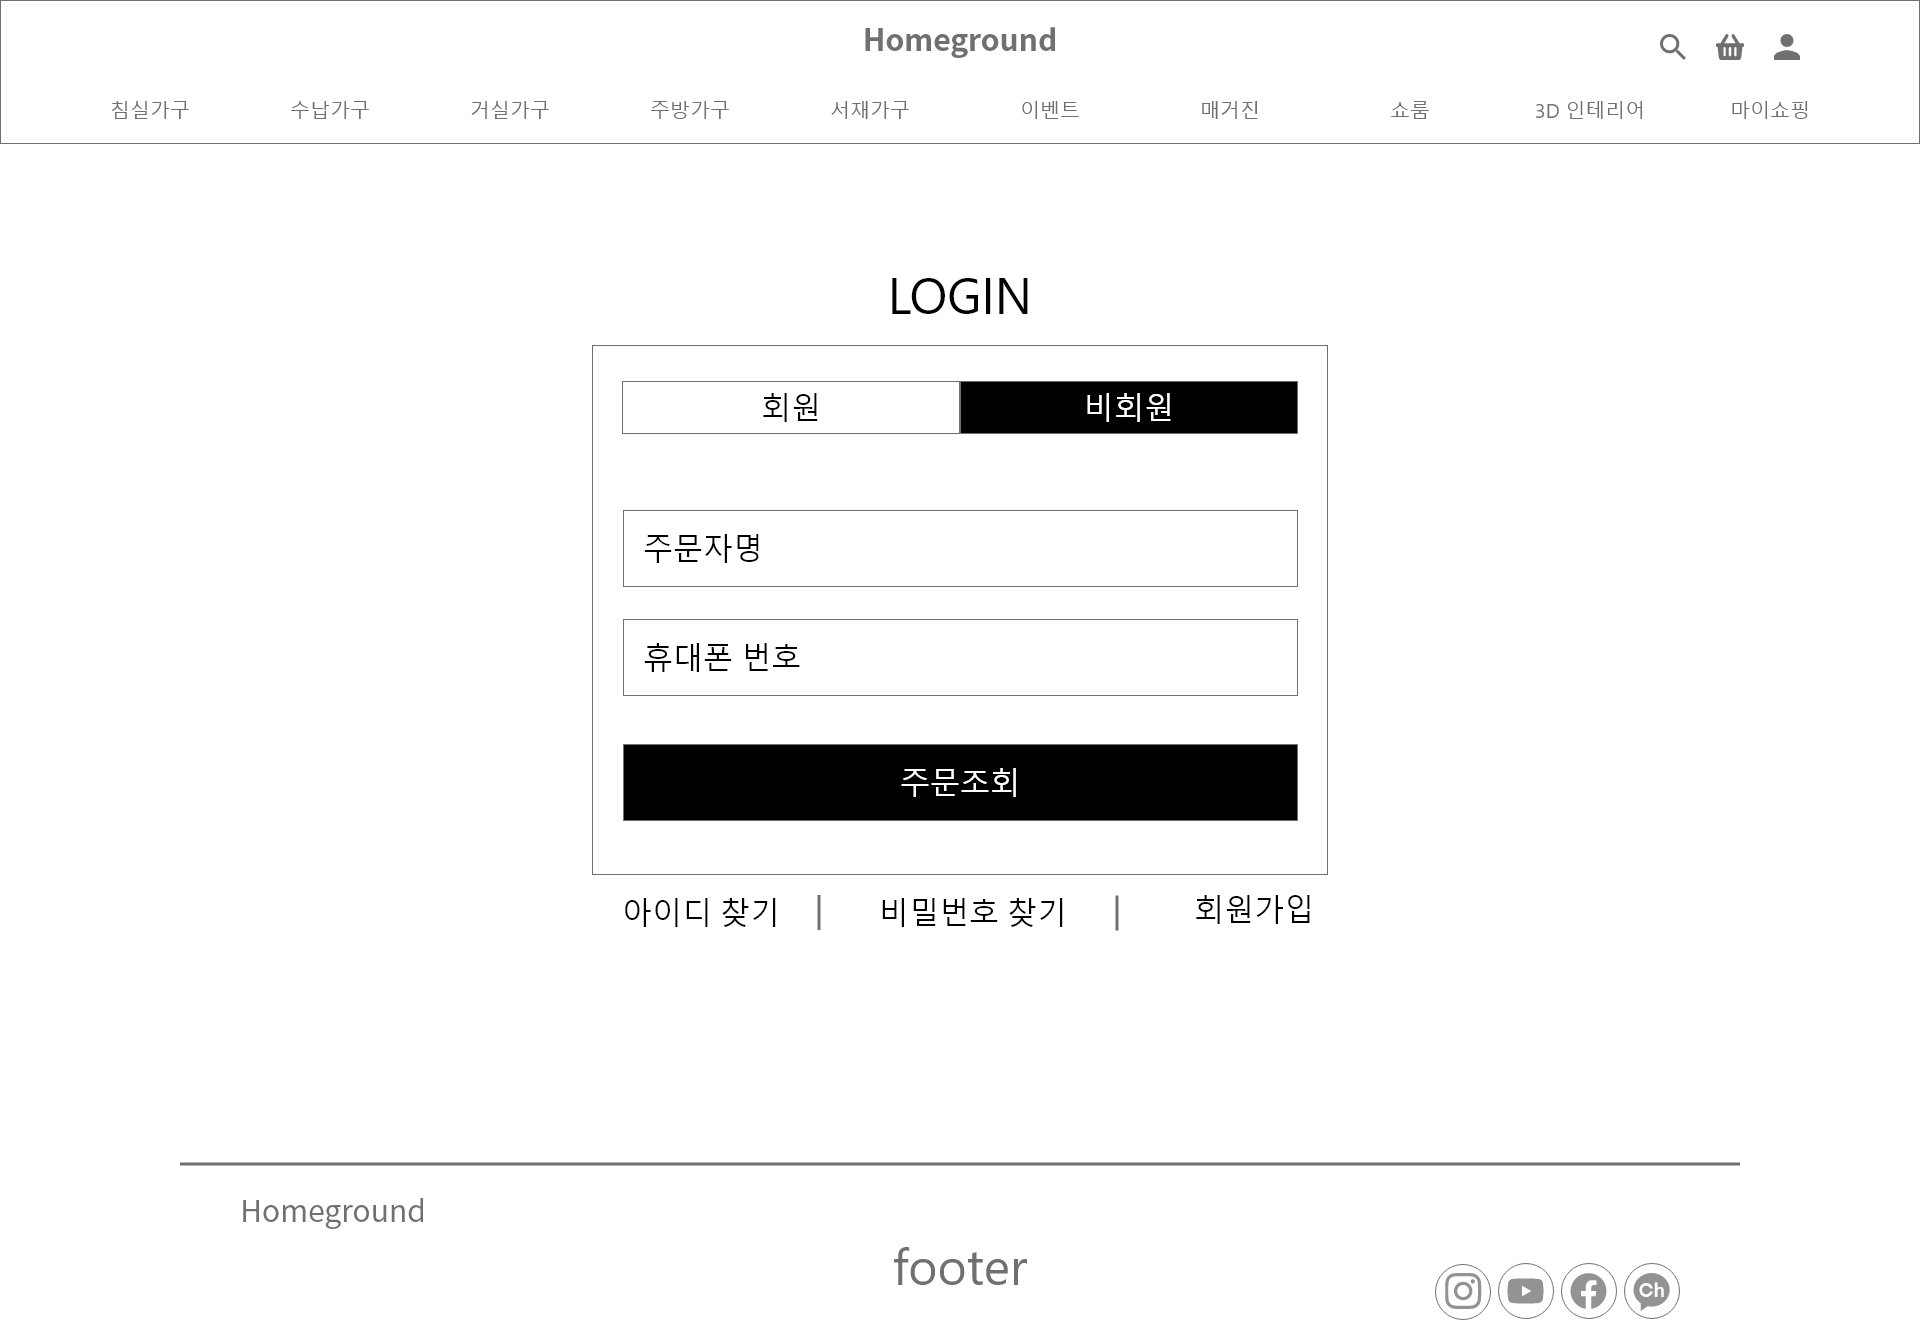 Homeground
침실가구 수납가구 거실가구 주방가구 서재가구 이벤트 매거진 쇼룸 3D 인테리어 마이쇼핑
LOGIN
회원 비회원
주문자명
휴대폰 번호
주문조회
아이디 찾기 | 비밀번호 찾기 | 회원가입
Homeground
footer
Ch